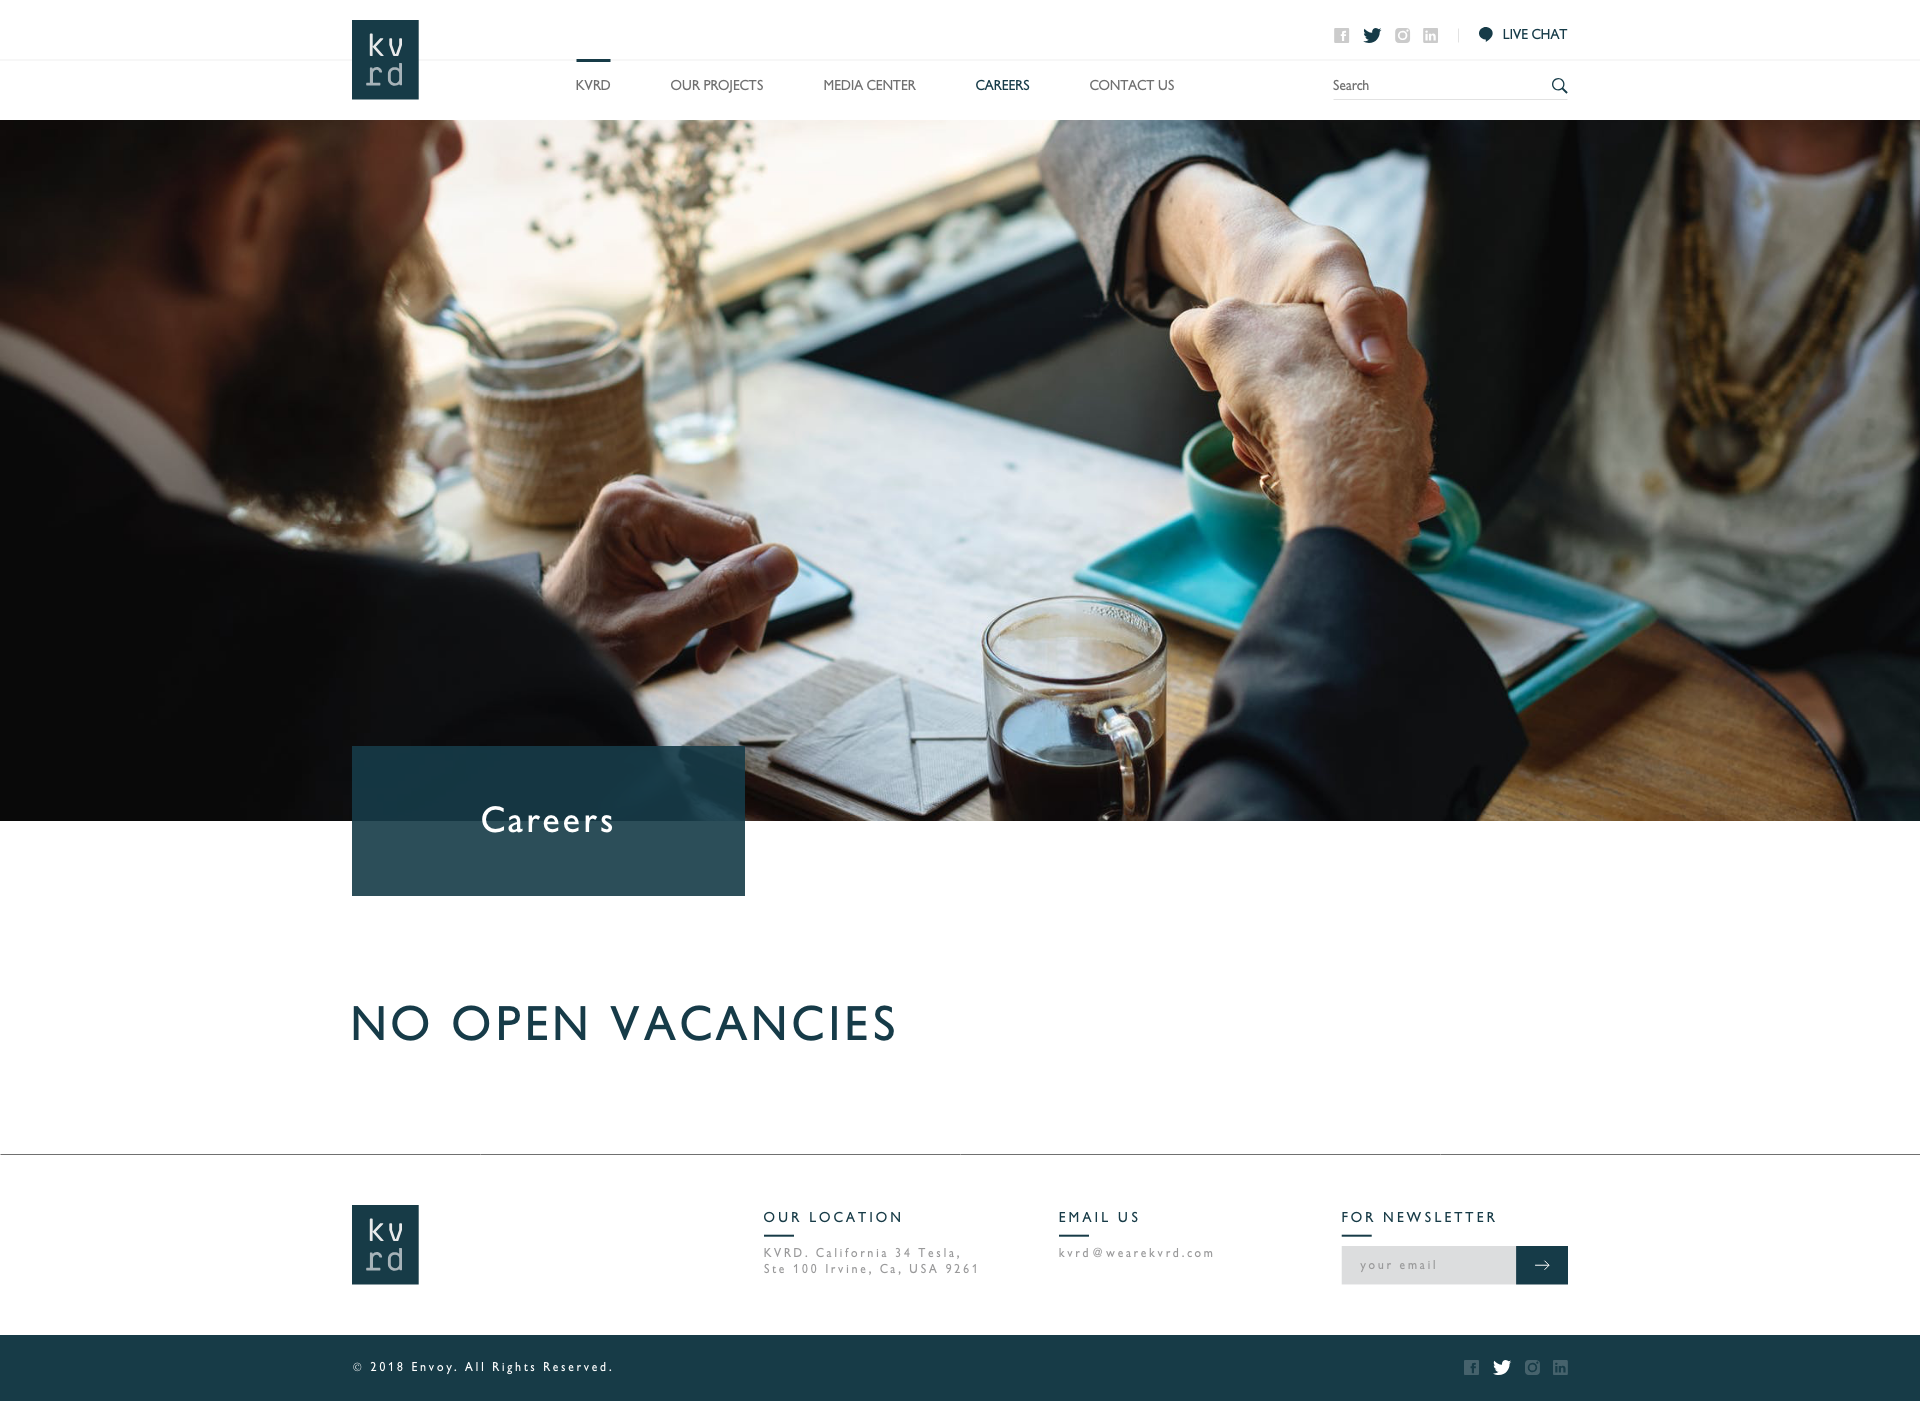 kv
rd
LIVE CHAT
KVRD
OUR PROJECTS
MEDIA CENTER
CAREERS
CONTACT US
Search
Careers
NO OPEN VACANCIES
kv
rd
OUR LOCATION
KVRD. California 34 Tesla,
Ste 100 Irvine, Ca, USA 9261
EMAIL US
kvrd@wearekvrd.com
FOR NEWSLETTER
your email
© 2018 Envoy. All Rights Reserved.